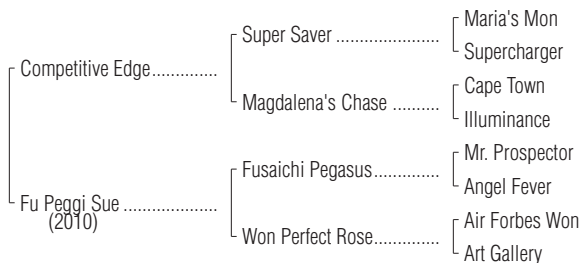 Maria's Mon
Super Saver ....................
Supercharger
Competitive Edge.............
Cape Town
Magdalena's Chase .........
Illuminance
Mr. Prospector
Fusaichi Pegasus.............
Angel Fever
Fu Peggi Sue ..................
(2010)
Air Forbes Won
Won Perfect Rose.............
Art Gallery